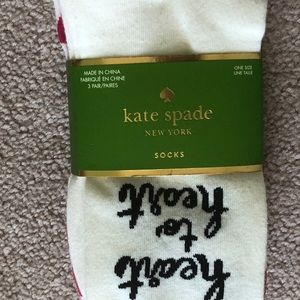 MADE IN CHINA
FABRIQUÉ EN CHINE
3 PAIR/PAIRES
ONE SIZE
UNE TAILLE
kate spade
NEW YORK
SOCKS
heart
to
heart